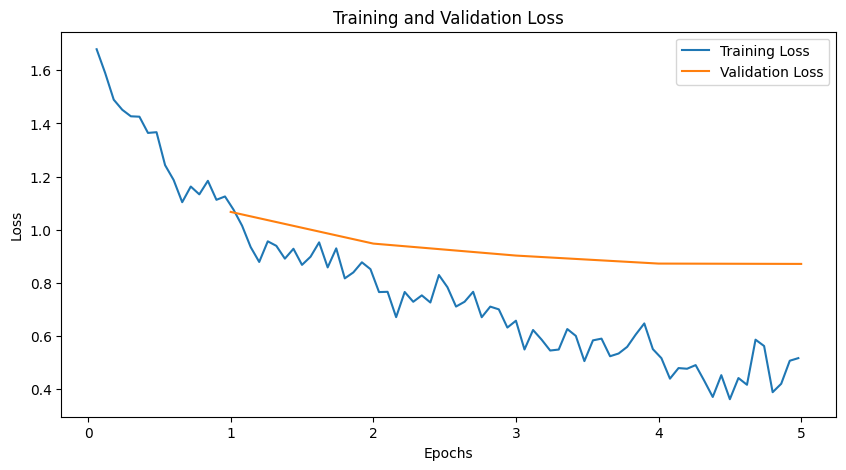 Training and Validation Loss
Training Loss
Validation Loss
Loss
1.6
1.4
1.2
1.0
0.8
0.6
0.4
0 1 2 3 4 5
Epochs